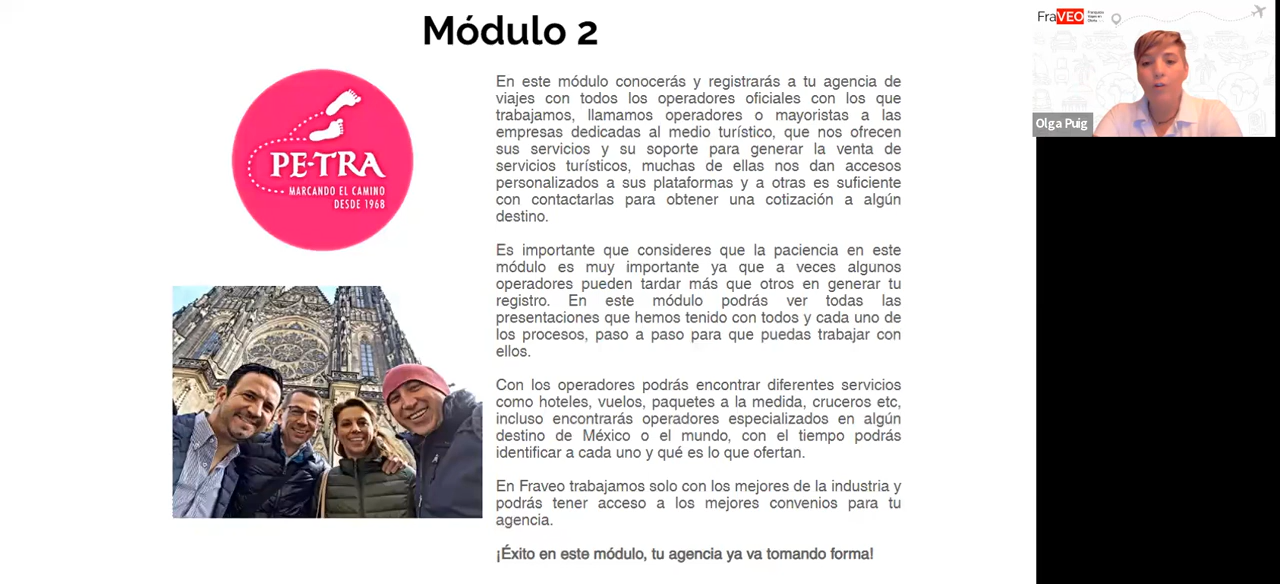 Módulo 2
PE-TRA
MARCANDO EL CAMINO
DESDE 1968
En este módulo conocerás y registrarás a tu agencia de
viajes con todos los operadores oficiales con los que
trabajamos, llamamos operadores o mayoristas a las
empresas dedicadas al medio turístico, que nos ofrecen
sus servicios y su soporte para generar la venta de
servicios turísticos, muchas de ellas nos dan accesos
personalizados a sus plataformas y a otras es suficiente
con contactarlas para obtener una cotización a algún
destino.
Es importante que consideres que la paciencia en este
módulo es muy importante ya que a veces algunos
operadores pueden tardar más que otros en generar tu
registro. En este módulo podrás ver todas las
presentaciones que hemos tenido con todos y cada uno de
los procesos, paso a paso para que puedas trabajar con
ellos.
Con los operadores podrás encontrar diferentes servicios
como hoteles, vuelos, paquetes a la medida, cruceros etc,
incluso encontrarás operadores especializados en algún
destino de México o el mundo, con el tiempo podrás
identificar a cada uno y qué es lo que ofertan.
En Fraveo trabajamos solo con los mejores de la industria y
podrás tener acceso a los mejores convenios para tu
agencia.
¡Éxito en este módulo, tu agencia ya va tomando forma!
FraVEO
Olga Puig